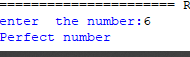 ====================== R
enter  the number:6
Perfect number